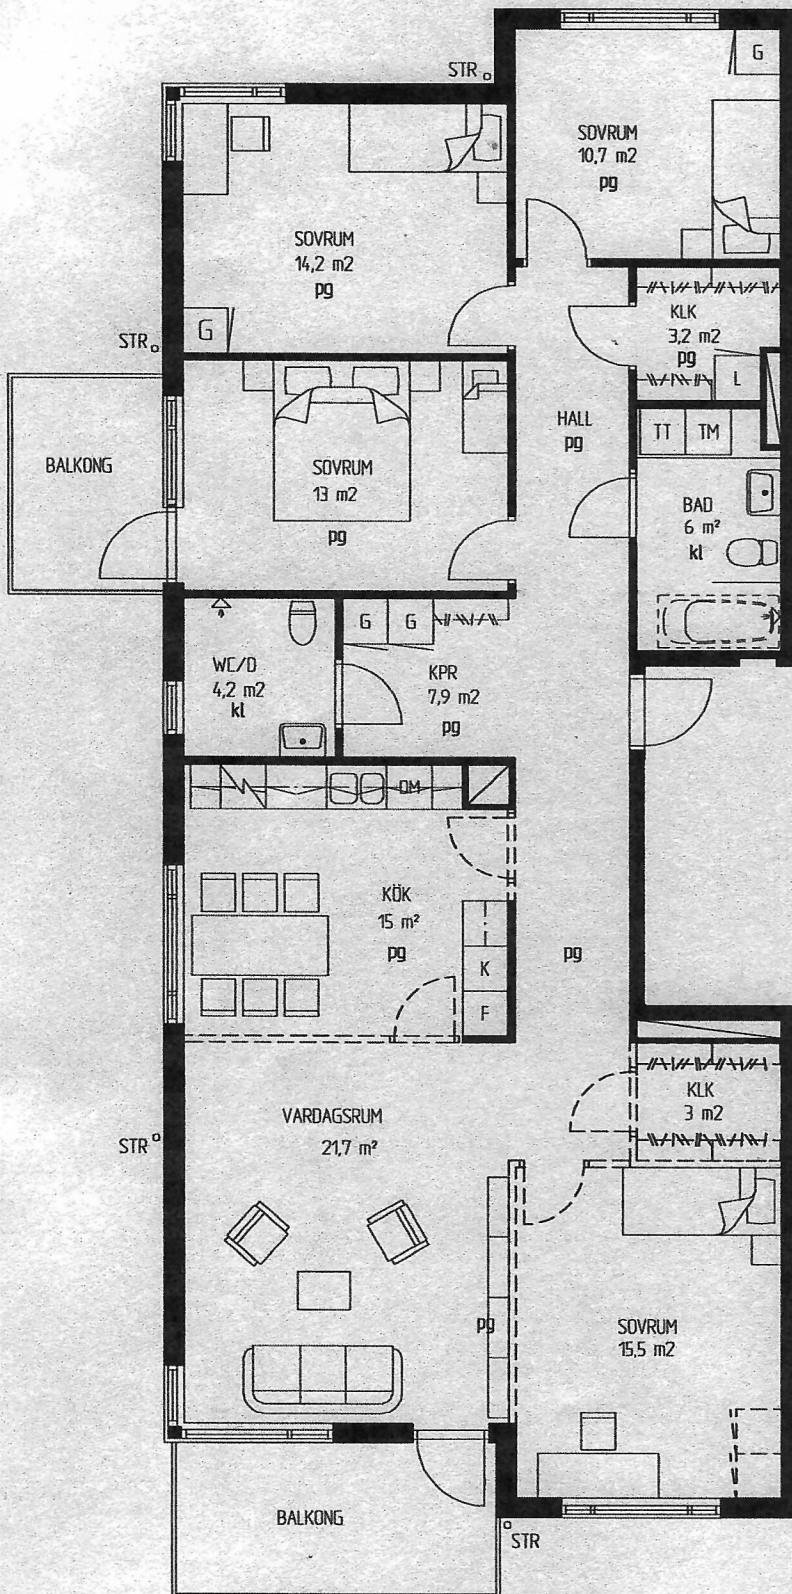 STR
G
SOVRUM
10,7 m2
pg
SOVRUM
14,2 m2
pg
G
STR
KLK
3,2 m2
pg
L
HALL
pg
TT TM
BALKONG
SOVRUM
13 m2
pg
BAD
6 m²
kl
G G
WC/D
4,2 m2
kl
KPR
7,9 m2
pg
DM
KÖK
15 m²
pg
pg
K
F
KLK
3 m2
VARDAGSRUM
21,7 m²
STR
pg
SOVRUM
15,5 m2
BALKONG
STR